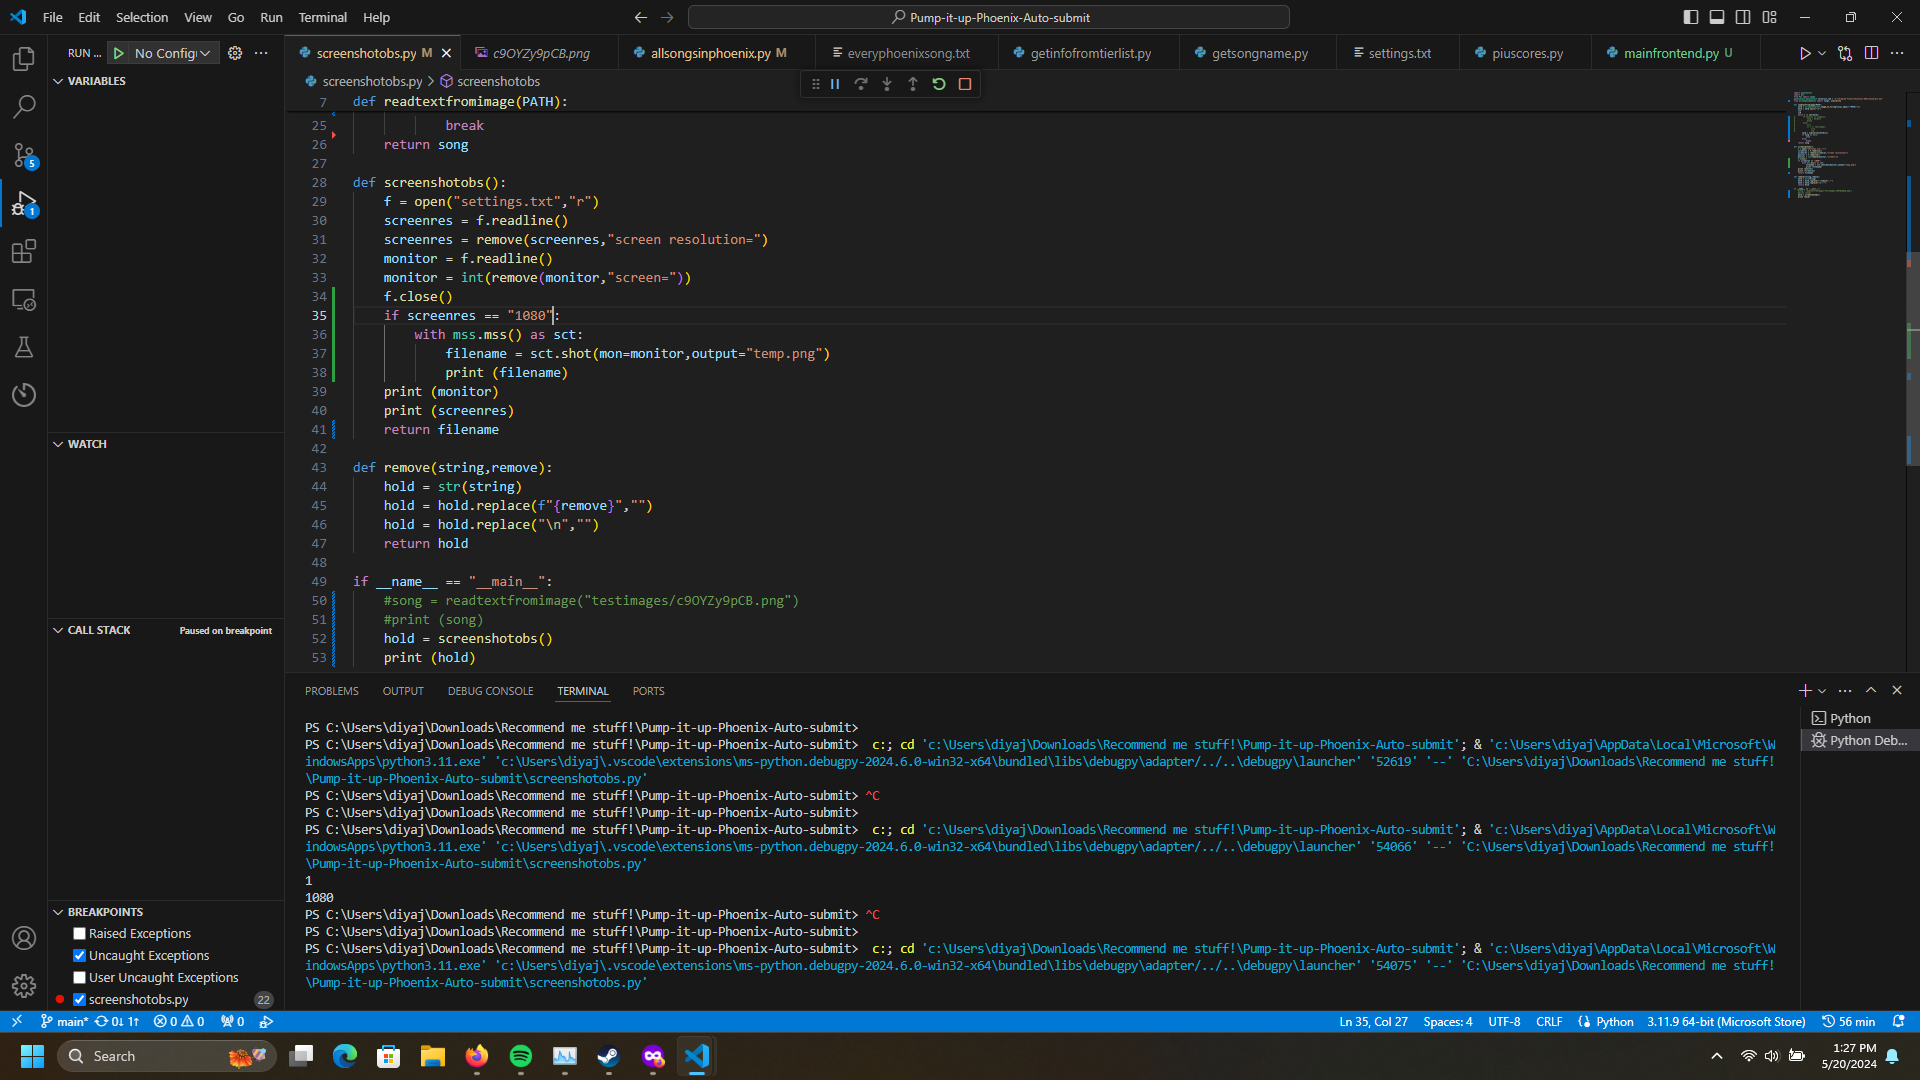 File Edit Selection View Go Run Terminal Help
Pump-it-up-Phoenix-Auto-submit
RUN ... No Config
screenshotobs.py M
c9OYZy9pCB.png
allsongsinphoenix.py M
everyphoenixsong.txt
getinfofromtierlist.py
getsongname.py
settings.txt
piuscores.py
mainfrontend.py U
VARIABLES
screenshotobs.py > screenshotobs
7 def readtextfromimage(PATH):
25 break
26 return song
27
28 def screenshotobs():
29 f = open("settings.txt","r")
30 screenres = f.readline()
31 screenres = remove(screenres,"screen resolution=")
32 monitor = f.readline()
33 monitor = int(remove(monitor,"screen="))
34 f.close()
35 if screenres == "1080":
36 with mss.mss() as sct:
37 filename = sct.shot(mon=monitor,output="temp.png")
38 print (filename)
39 print (monitor)
40 print (screenres)
41 return filename
42
43 def remove(string,remove):
44 hold = str(string)
45 hold = hold.replace(f"{remove}","")
46 hold = hold.replace("\n","")
47 return hold
48
49 if __name__ == "__main__":
50 #song = readtextfromimage("testimages/c9OYZy9pCB.png")
51 #print (song)
52 hold = screenshotobs()
53 print (hold)
5
1
WATCH
CALL STACK Paused on breakpoint
BREAKPOINTS
Raised Exceptions
Uncaught Exceptions
User Uncaught Exceptions
screenshotobs.py 22
PROBLEMS OUTPUT DEBUG CONSOLE TERMINAL PORTS
Python
Python Deb...
PS C:\Users\diyaj\Downloads\Recommend me stuff!\Pump-it-up-Phoenix-Auto-submit>
PS C:\Users\diyaj\Downloads\Recommend me stuff!\Pump-it-up-Phoenix-Auto-submit> c:; cd 'c:\Users\diyaj\Downloads\Recommend me stuff!\Pump-it-up-Phoenix-Auto-submit'; & 'c:\Users\diyaj\AppData\Local\Microsoft\W
indowsApps\python3.11.exe' 'c:\Users\diyaj\.vscode\extensions\ms-python.debugpy-2024.6.0-win32-x64\bundled\libs\debugpy\adapter/../..\debugpy\launcher' '52619' '--' 'C:\Users\diyaj\Downloads\Recommend me stuff!
\Pump-it-up-Phoenix-Auto-submit\screenshotobs.py'
PS C:\Users\diyaj\Downloads\Recommend me stuff!\Pump-it-up-Phoenix-Auto-submit> ^C
PS C:\Users\diyaj\Downloads\Recommend me stuff!\Pump-it-up-Phoenix-Auto-submit>
PS C:\Users\diyaj\Downloads\Recommend me stuff!\Pump-it-up-Phoenix-Auto-submit> c:; cd 'c:\Users\diyaj\Downloads\Recommend me stuff!\Pump-it-up-Phoenix-Auto-submit'; & 'c:\Users\diyaj\AppData\Local\Microsoft\W
indowsApps\python3.11.exe' 'c:\Users\diyaj\.vscode\extensions\ms-python.debugpy-2024.6.0-win32-x64\bundled\libs\debugpy\adapter/../..\debugpy\launcher' '54066' '--' 'C:\Users\diyaj\Downloads\Recommend me stuff!
\Pump-it-up-Phoenix-Auto-submit\screenshotobs.py'
1
1080
PS C:\Users\diyaj\Downloads\Recommend me stuff!\Pump-it-up-Phoenix-Auto-submit> ^C
PS C:\Users\diyaj\Downloads\Recommend me stuff!\Pump-it-up-Phoenix-Auto-submit>
PS C:\Users\diyaj\Downloads\Recommend me stuff!\Pump-it-up-Phoenix-Auto-submit> c:; cd 'c:\Users\diyaj\Downloads\Recommend me stuff!\Pump-it-up-Phoenix-Auto-submit'; & 'c:\Users\diyaj\AppData\Local\Microsoft\W
indowsApps\python3.11.exe' 'c:\Users\diyaj\.vscode\extensions\ms-python.debugpy-2024.6.0-win32-x64\bundled\libs\debugpy\adapter/../..\debugpy\launcher' '54075' '--' 'C:\Users\diyaj\Downloads\Recommend me stuff!
\Pump-it-up-Phoenix-Auto-submit\screenshotobs.py'
main* 0↓ 1↑ 0 0 0 Ln 35, Col 27 Spaces: 4 UTF-8 CRLF Python 3.11.9 64-bit (Microsoft Store) 56 min
Search
1:27 PM
5/20/2024